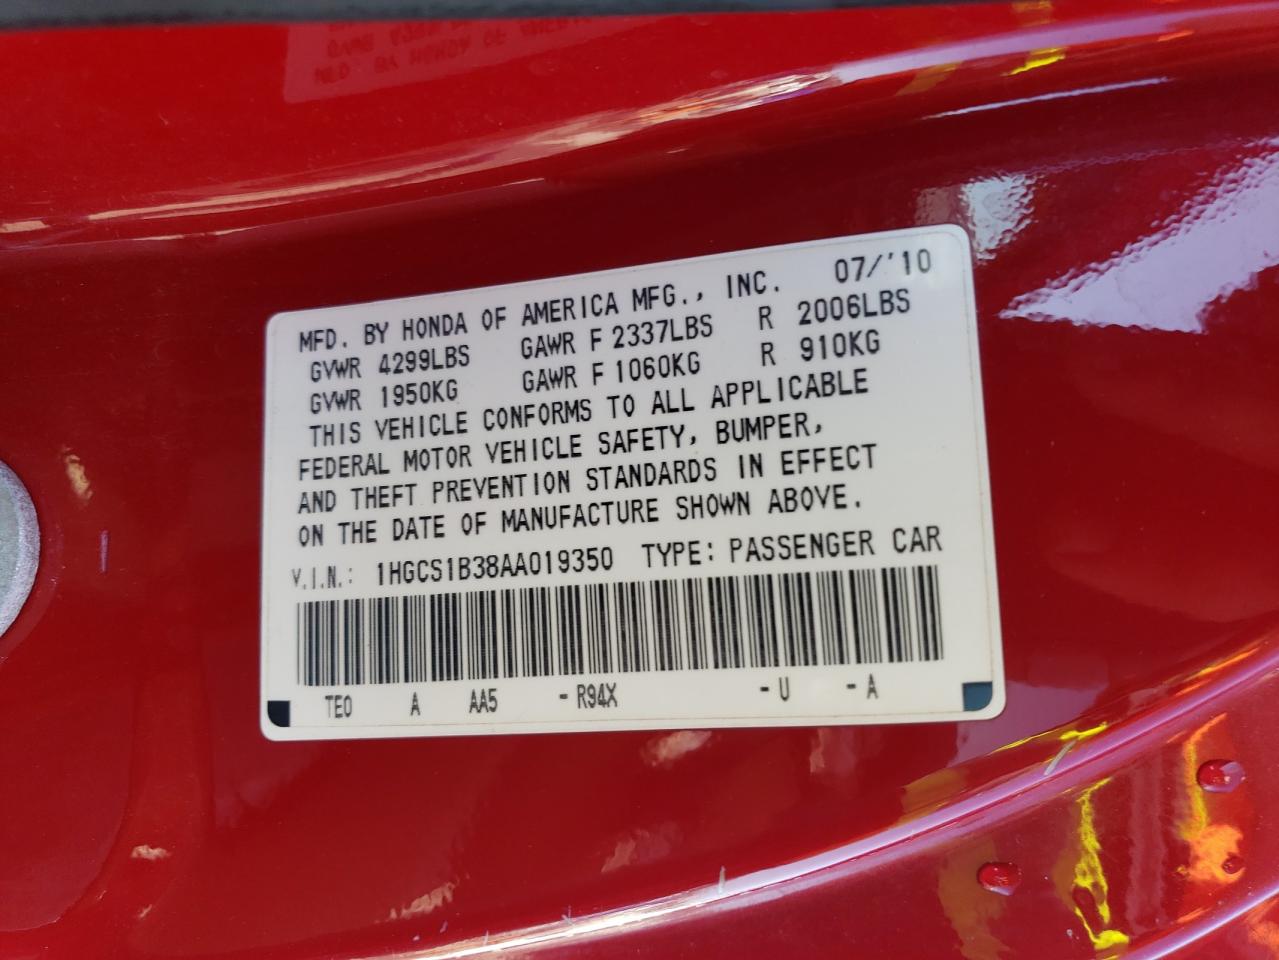 MFD. BY HONDA OF AMERICA MFG., INC. 07/'10
GVWR 4299LBS GAWR F 2337LBS R 2006LBS
GVWR 1950KG GAWR F 1060KG R 910KG
THIS VEHICLE CONFORMS TO ALL APPLICABLE
FEDERAL MOTOR VEHICLE SAFETY, BUMPER,
AND THEFT PREVENTION STANDARDS IN EFFECT
ON THE DATE OF MANUFACTURE SHOWN ABOVE.
V.I.N.: 1HGCS1B38AA019350 TYPE: PASSENGER CAR
TE0 A AA5 - R94X - U - A